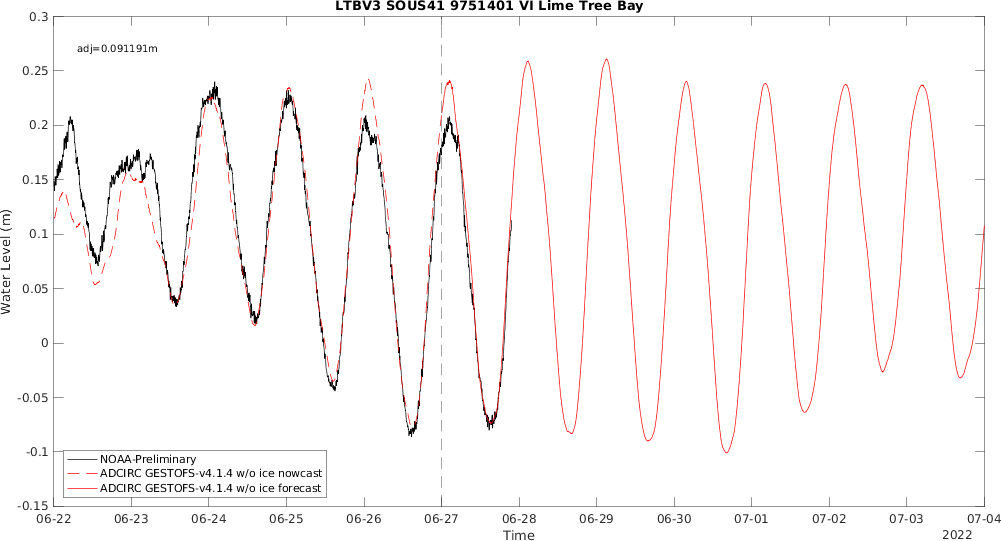 LTBV3 SOUS41 9751401 VI Lime Tree Bay
adj=0.091191m
0.3
0.25
0.2
0.15
0.1
0.05
0
-0.05
-0.1
-0.15
Water Level (m)
NOAA-Preliminary
ADCIRC GESTOFS-v4.1.4 w/o ice nowcast
ADCIRC GESTOFS-v4.1.4 w/o ice forecast
06-22 06-23 06-24 06-25 06-26 06-27 06-28 06-29 06-30 07-01 07-02 07-03 07-04
Time
2022